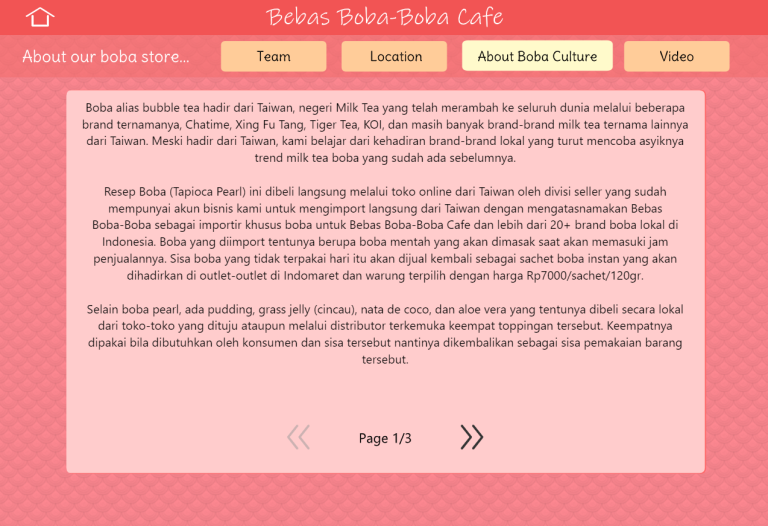 Bebas Boba-Boba Cafe
About our boba store...
Team
Location
About Boba Culture
Video
Boba alias bubble tea hadir dari Taiwan, negeri Milk Tea yang telah merambah ke seluruh dunia melalui beberapa
brand ternamanya, Chatime, Xing Fu Tang, Tiger Tea, KOI, dan masih banyak brand-brand milk tea ternama lainnya
dari Taiwan. Meski hadir dari Taiwan, kami belajar dari kehadiran brand-brand lokal yang turut mencoba asyiknya
trend milk tea boba yang sudah ada sebelumnya.
Resep Boba (Tapioca Pearl) ini dibeli langsung melalui toko online dari Taiwan oleh divisi seller yang sudah
mempunyai akun bisnis kami untuk mengimport langsung dari Taiwan dengan mengatasnamakan Bebas
Boba-Boba sebagai importir khusus boba untuk Bebas Boba-Boba Cafe dan lebih dari 20+ brand boba lokal di
Indonesia. Boba yang diimport tentunya berupa boba mentah yang akan dimasak saat akan memasuki jam
penjualannya. Sisa boba yang tidak terpakai hari itu akan dijual kembali sebagai sachet boba instan yang akan
dihadirkan di outlet-outlet di Indomaret dan warung terpilih dengan harga Rp7000/sachet/120gr.
Selain boba pearl, ada pudding, grass jelly (cincau), nata de coco, dan aloe vera yang tentunya dibeli secara lokal
dari toko-toko yang dituju ataupun melalui distributor terkemuka keempat toppingan tersebut. Keempatnya
dipakai bila dibutuhkan oleh konsumen dan sisa tersebut nantinya dikembalikan sebagai sisa pemakaian barang
tersebut.
Page 1/3